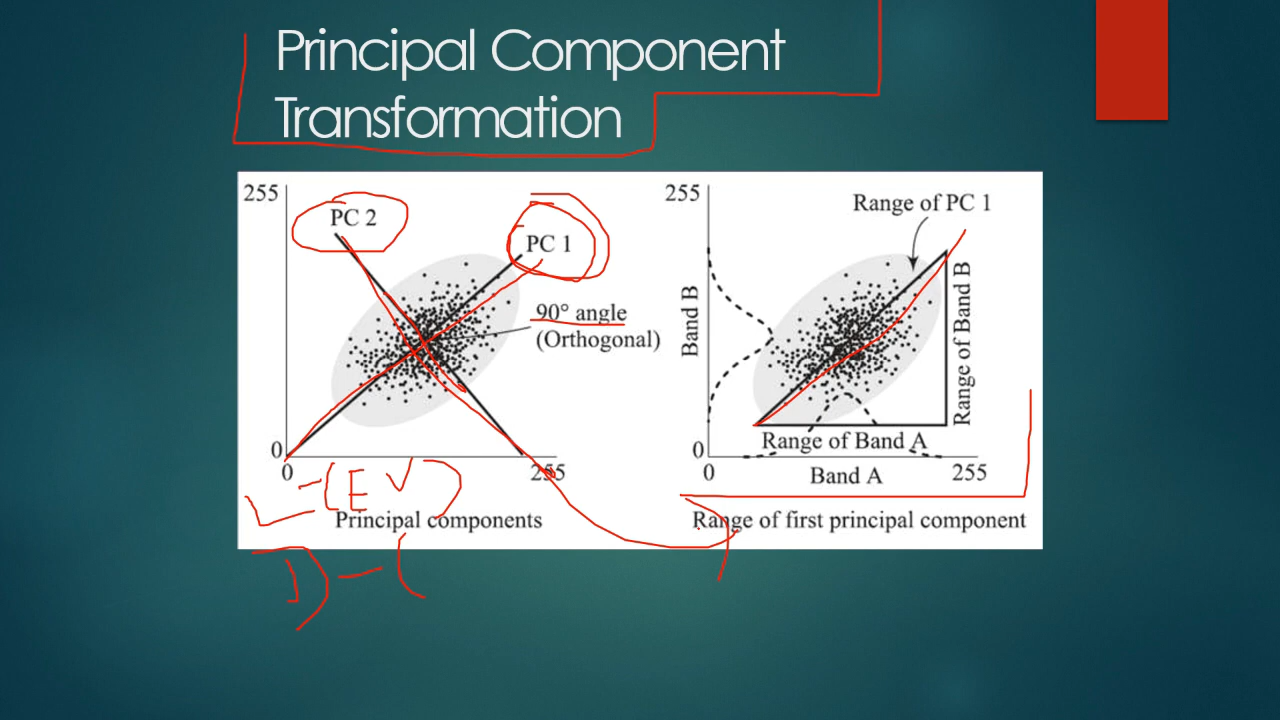 Principal Component
Transformation
255
PC 2
PC 1
90° angle
(Orthogonal)
0
0
255
Principal components
255
Range of PC 1
Band B
Range of Band B
Range of Band A
0
0
Band A
255
Range of first principal component
L-(EV)
D-(